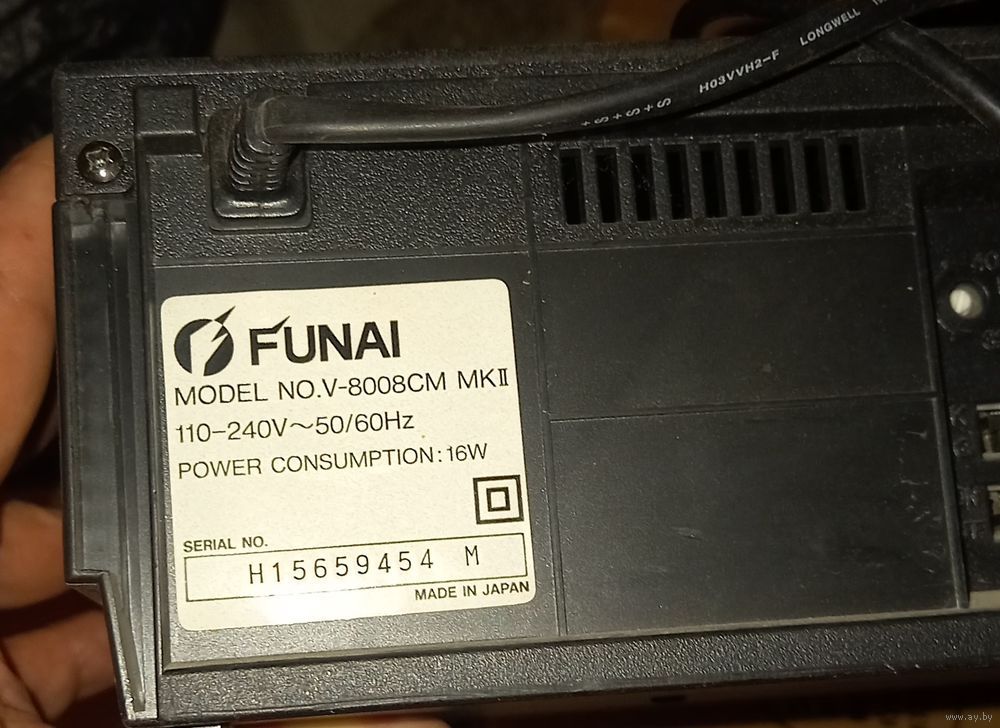 LONGWELL
H03VVH2-F
+S+S+S
FUNAI
MODEL NO.V-8008CM MKII
110-240V~50/60Hz
POWER CONSUMPTION:16W
SERIAL NO.
H15659454 M
MADE IN JAPAN
www.ay.by